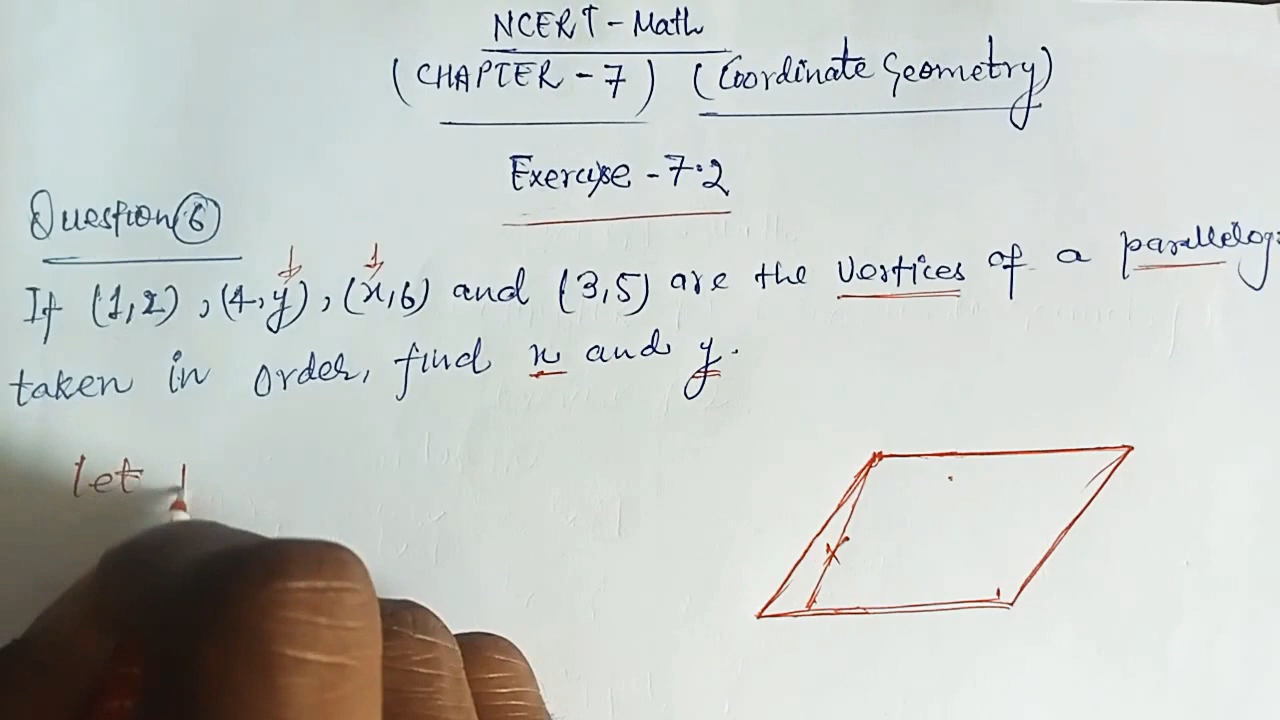 NCERT - Math
(CHAPTER - 7) (Coordinate Geometry)
Exercise - 7.2
Question 6
If (1,2), (4,y), (x,6) and (3,5) are the vertices of a parallelog
taken in order, find x and y.
let